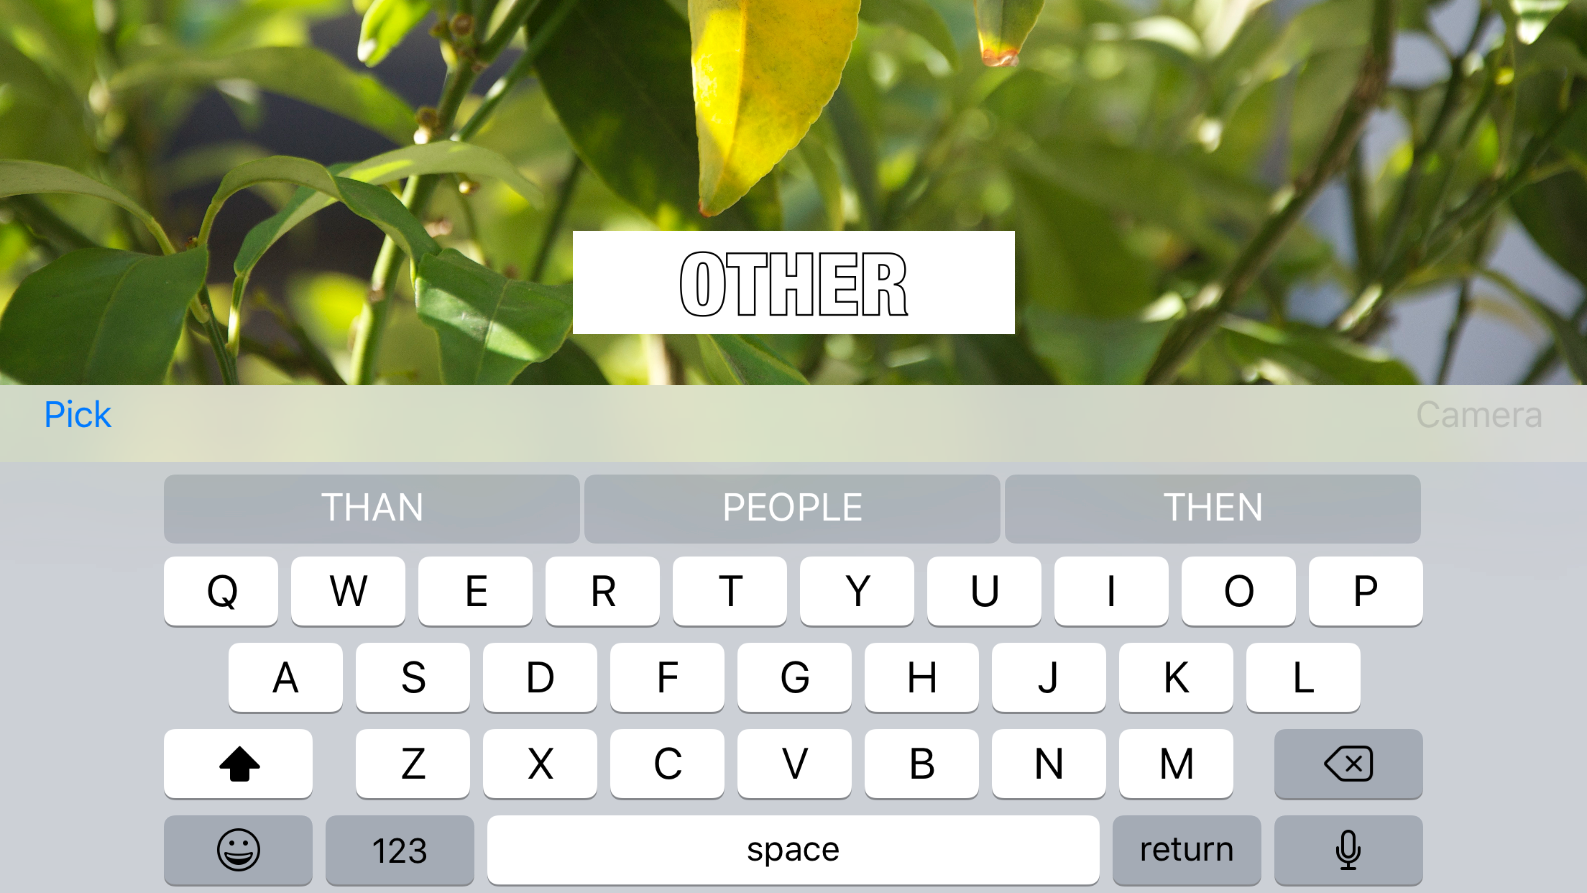 OTHER
Pick Camera
THAN PEOPLE THEN
Q W E R T Y U I O P
A S D F G H J K L
Z X C V B N M
123 space return